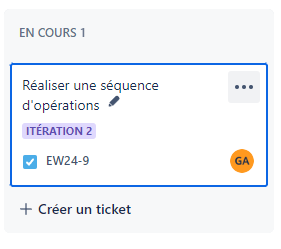 EN COURS 1
Réaliser une séquence
d'opérations
ITÉRATION 2
EW24-9
GA
+ Créer un ticket